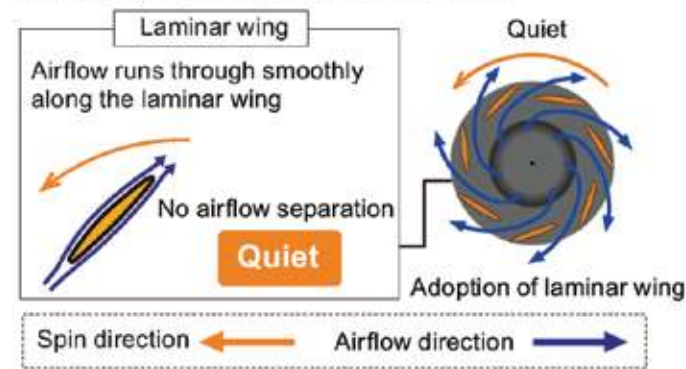 Laminar wing
Airflow runs through smoothly
along the laminar wing
No airflow separation
Quiet
Quiet
Adoption of laminar wing
Spin direction
Airflow direction